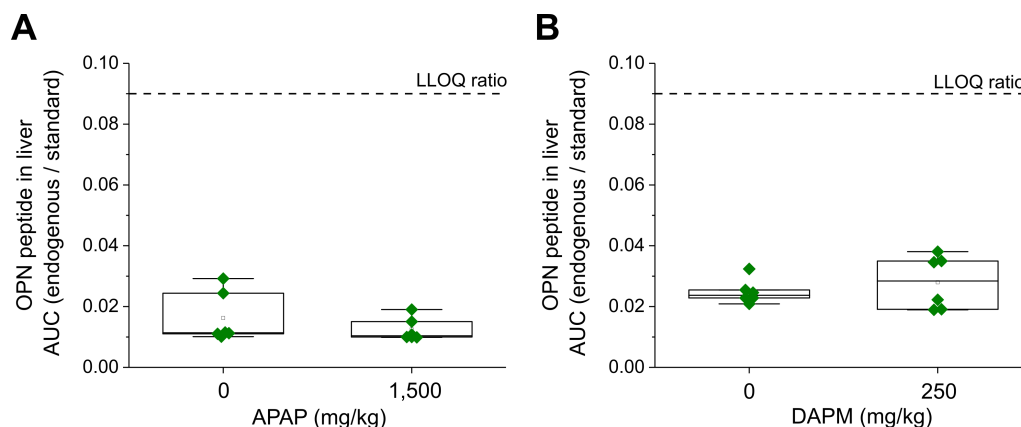 A
OPN peptide in liver
AUC (endogenous / standard)
0.10
0.08
0.06
0.04
0.02
0.00
LLOQ ratio
0
1,500
APAP (mg/kg)
B
OPN peptide in liver
AUC (endogenous / standard)
0.10
0.08
0.06
0.04
0.02
0.00
LLOQ ratio
0
250
DAPM (mg/kg)